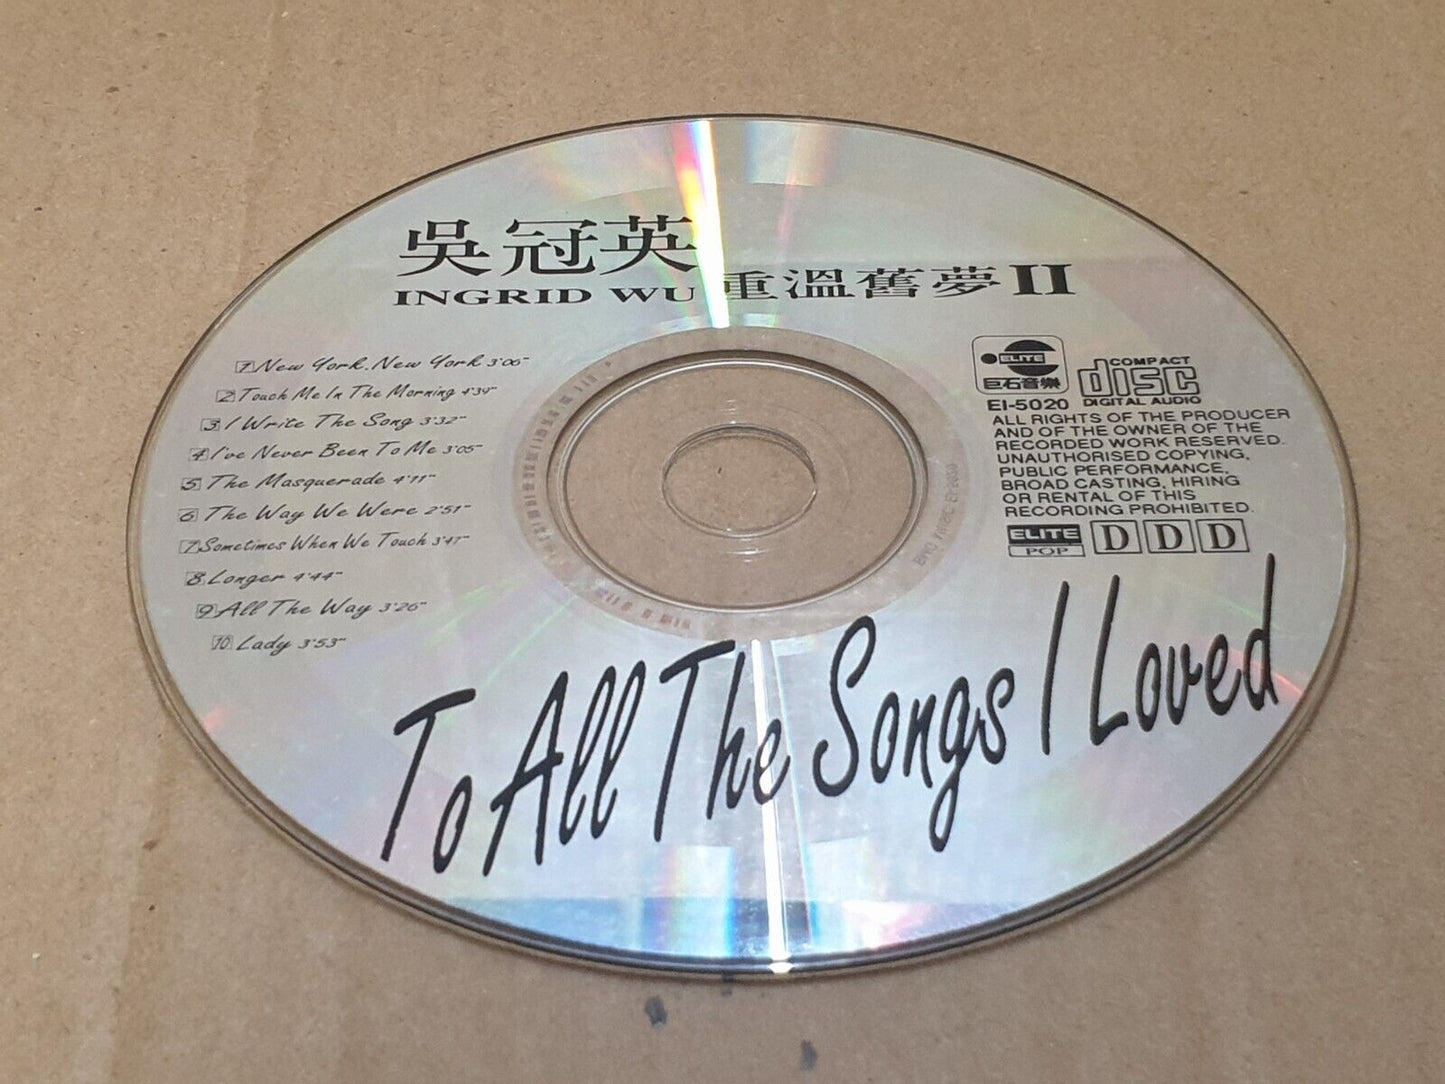 吳冠英
INGRID WU 重溫舊夢 II
1 New York, New York 3'06"
2 Touch Me In The Morning 4'39"
3 I Write The Song 3'32"
4 I've Never Been To Me 3'05"
5 The Masquerade 4'11"
6 The Way We Were 2'51"
7 Sometimes When We Touch 3'47"
8 Longer 4'44"
9 All The Way 3'26"
10 Lady 3'53"
ELITE
巨石音樂
COMPACT
disc
DIGITAL AUDIO
EI-5020
ALL RIGHTS OF THE PRODUCER
AND OF THE OWNER OF THE
RECORDED WORK RESERVED.
UNAUTHORISED COPYING,
PUBLIC PERFORMANCE,
BROAD CASTING, HIRING
OR RENTAL OF THIS
RECORDING PROHIBITED.
ELITE
POP
DDD
To All The Songs I Loved